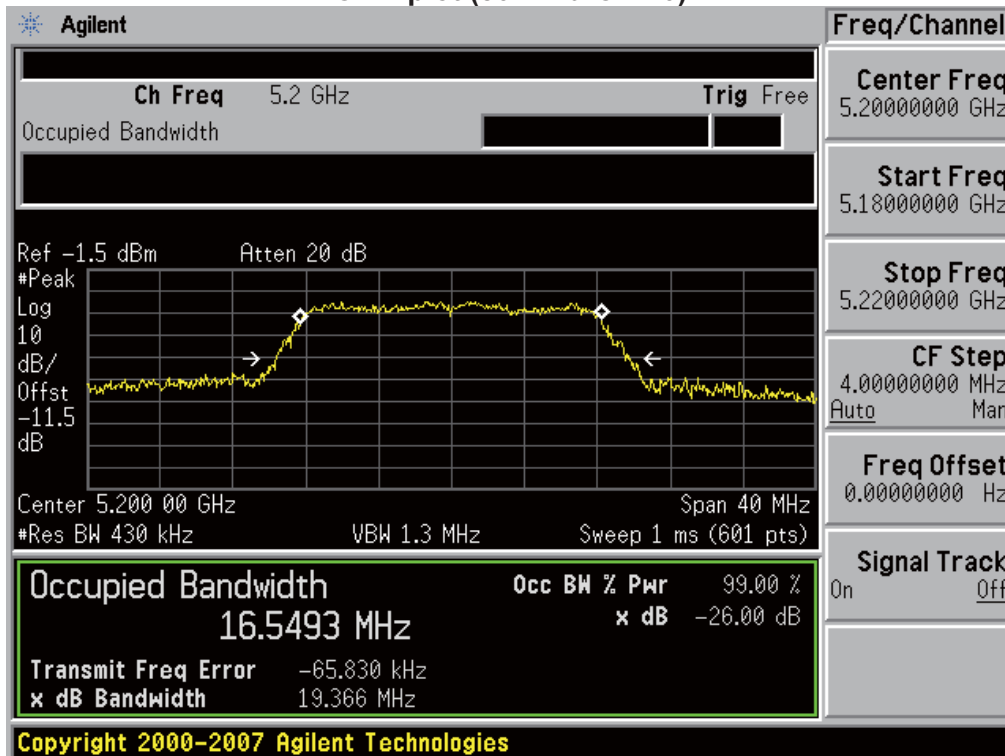 Agilent
Freq/Channel
Ch Freq 5.2 GHz Trig Free
Occupied Bandwidth
Center Freq
5.20000000 GHz
Start Freq
5.18000000 GHz
Stop Freq
5.22000000 GHz
CF Step
4.00000000 MHz
Auto Man
Freq Offset
0.00000000 Hz
Signal Track
On Off
Ref -1.5 dBm Atten 20 dB
#Peak
Log
10
dB/
Offst
-11.5
dB
Center 5.200 00 GHz Span 40 MHz
#Res BW 430 kHz VBW 1.3 MHz Sweep 1 ms (601 pts)
Occupied Bandwidth Occ BW % Pwr 99.00 %
16.5493 MHz x dB -26.00 dB
Transmit Freq Error -65.830 kHz
x dB Bandwidth 19.366 MHz
Copyright 2000-2007 Agilent Technologies